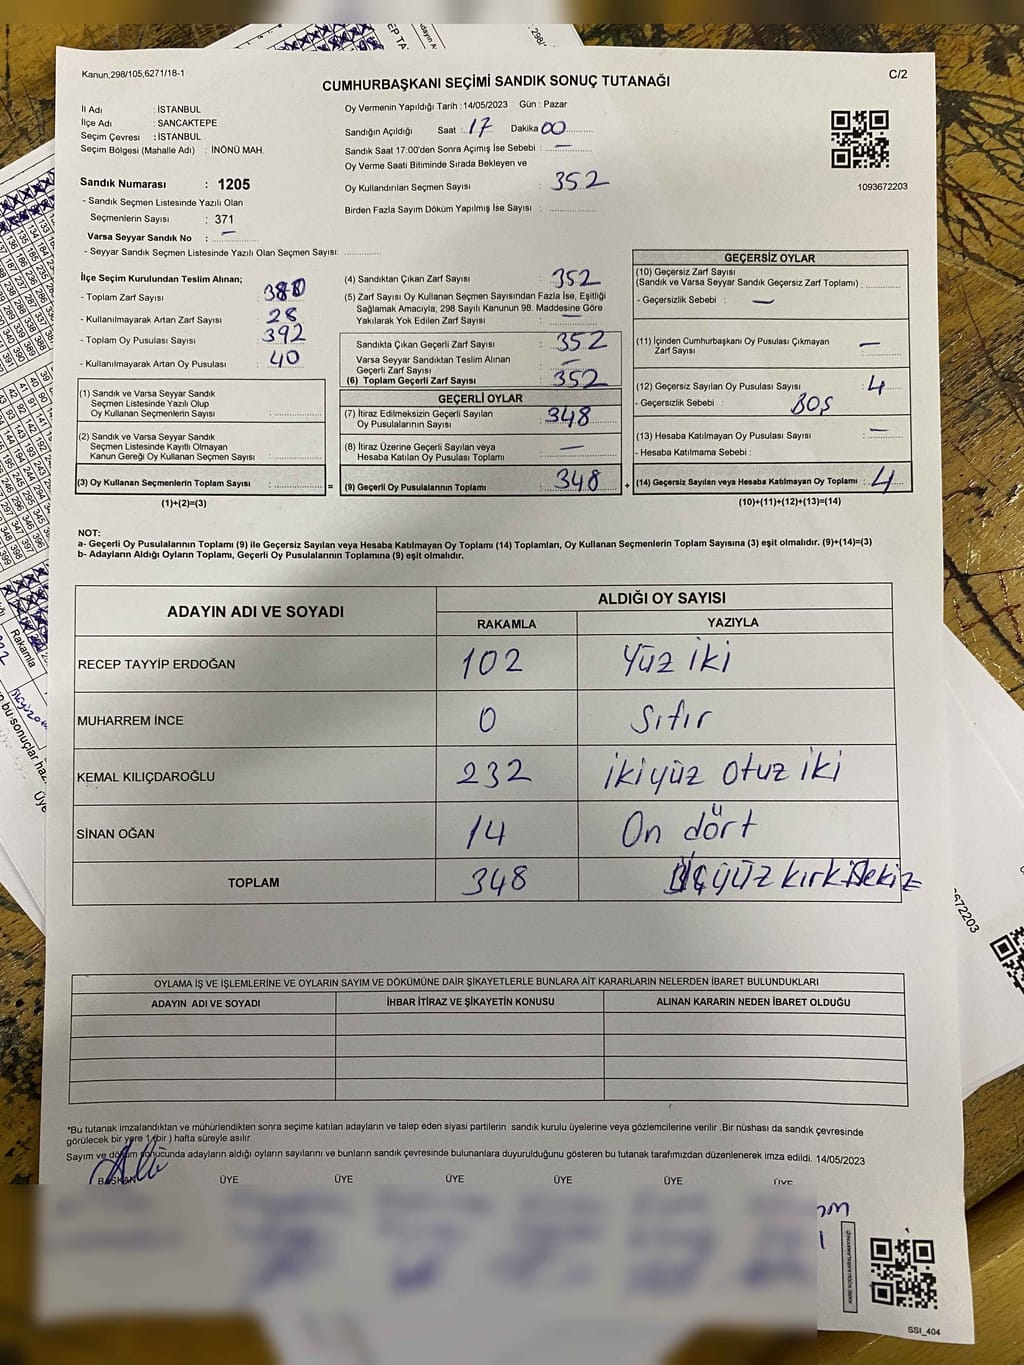 Kanun,298/105,6271/18-1
C/2
CUMHURBAŞKANI SEÇİMİ SANDIK SONUÇ TUTANAĞI
İl Adı : İSTANBUL
İlçe Adı : SANCAKTEPE
Seçim Çevresi : İSTANBUL
Seçim Bölgesi (Mahalle Adı) : İNÖNÜ MAH.
Sandık Numarası : 1205
- Sandık Seçmen Listesinde Yazılı Olan
Seçmenlerin Sayısı : 371
Varsa Seyyar Sandık No : –
- Seyyar Sandık Seçmen Listesinde Yazılı Olan Seçmen Sayısı:
Oy Vermenin Yapıldığı Tarih : 14/05/2023 Gün : Pazar
Sandığın Açıldığı Saat : 17 Dakika 00
Sandık Saat 17:00'den Sonra Açımış İse Sebebi : –
Oy Verme Saati Bitiminde Sırada Bekleyen ve
Oy Kullandırılan Seçmen Sayısı : 352
Birden Fazla Sayım Döküm Yapılmış İse Sayısı :
1093672203
İlçe Seçim Kurulundan Teslim Alınan;
- Toplam Zarf Sayısı : 380
- Kullanılmayarak Artan Zarf Sayısı : 28
- Toplam Oy Pusulası Sayısı : 392
- Kullanılmayarak Artan Oy Pusulası : 40
(1) Sandık ve Varsa Seyyar Sandık
Seçmen Listesinde Yazılı Olup
Oy Kullanan Seçmenlerin Sayısı :
(2) Sandık ve Varsa Seyyar Sandık
Seçmen Listesinde Kayıtlı Olmayan
Kanun Gereği Oy Kullanan Seçmen Sayısı :
(3) Oy Kullanan Seçmenlerin Toplam Sayısı : =
(1)+(2)=(3)
(4) Sandıktan Çıkan Zarf Sayısı : 352
(5) Zarf Sayısı Oy Kullanan Seçmen Sayısından Fazla İse, Eşitliği
Sağlamak Amacıyla, 298 Sayılı Kanunun 98. Maddesine Göre
Yakılarak Yok Edilen Zarf Sayısı : –
Sandıkta Çıkan Geçerli Zarf Sayısı : 352
Varsa Seyyar Sandıktan Teslim Alınan
Geçerli Zarf Sayısı : –
(6) Toplam Geçerli Zarf Sayısı : 352
GEÇERLİ OYLAR
(7) İtiraz Edilmeksizin Geçerli Sayılan
Oy Pusulalarının Sayısı : 348
(8) İtiraz Üzerine Geçerli Sayılan veya
Hesaba Katılan Oy Pusulası Toplamı : –
(9) Geçerli Oy Pusulalarının Toplamı : 348 +
GEÇERSİZ OYLAR
(10) Geçersiz Zarf Sayısı
(Sandık ve Varsa Seyyar Sandık Geçersiz Zarf Toplamı) :
- Geçersizlik Sebebi : –
(11) İçinden Cumhurbaşkanı Oy Pusulası Çıkmayan
Zarf Sayısı : –
(12) Geçersiz Sayılan Oy Pusulası Sayısı : 4
- Geçersizlik Sebebi : BOŞ
(13) Hesaba Katılmayan Oy Pusulası Sayısı : –
- Hesaba Katılmama Sebebi :
(14) Geçersiz Sayılan veya Hesaba Katılmayan Oy Toplamı : 4
(10)+(11)+(12)+(13)=(14)
NOT:
a- Geçerli Oy Pusulalarının Toplamı (9) ile Geçersiz Sayılan veya Hesaba Katılmayan Oy Toplamı (14) Toplamları, Oy Kullanan Seçmenlerin Toplam Sayısına (3) eşit olmalıdır. (9)+(14)=(3)
b- Adayların Aldığı Oyların Toplamı, Geçerli Oy Pusulalarının Toplamına (9) eşit olmalıdır.
ADAYIN ADI VE SOYADI
ALDIĞI OY SAYISI
RAKAMLA YAZIYLA
RECEP TAYYİP ERDOĞAN 102 Yüz iki
MUHARREM İNCE 0 Sıfır
KEMAL KILIÇDAROĞLU 232 ikiyüz otuz iki
SİNAN OĞAN 14 On dört
TOPLAM 348 Üçyüz kırk Sekiz
OYLAMA İŞ VE İŞLEMLERİNE VE OYLARIN SAYIM VE DÖKÜMÜNE DAİR ŞİKAYETLERLE BUNLARA AİT KARARLARIN NELERDEN İBARET BULUNDUKLARI
ADAYIN ADI VE SOYADI İHBAR İTİRAZ VE ŞİKAYETİN KONUSU ALINAN KARARIN NEDEN İBARET OLDUĞU
*Bu tutanak imzalandıktan ve mühürlendikten sonra seçime katılan adayların ve talep eden siyasi partilerin sandık kurulu üyelerine veya gözlemcilerine verilir .Bir nüshası da sandık çevresinde
görülecek bir yere 1 (bir ) hafta süreyle asılır.
Sayım ve döküm sonucunda adayların aldığı oyların sayılarını ve bunların sandık çevresinde bulunanlara duyurulduğunu gösteren bu tutanak tarafımızdan düzenlenerek imza edildi. 14/05/2023
BAŞKAN ÜYE ÜYE ÜYE ÜYE ÜYE ÜYE
SSI_404